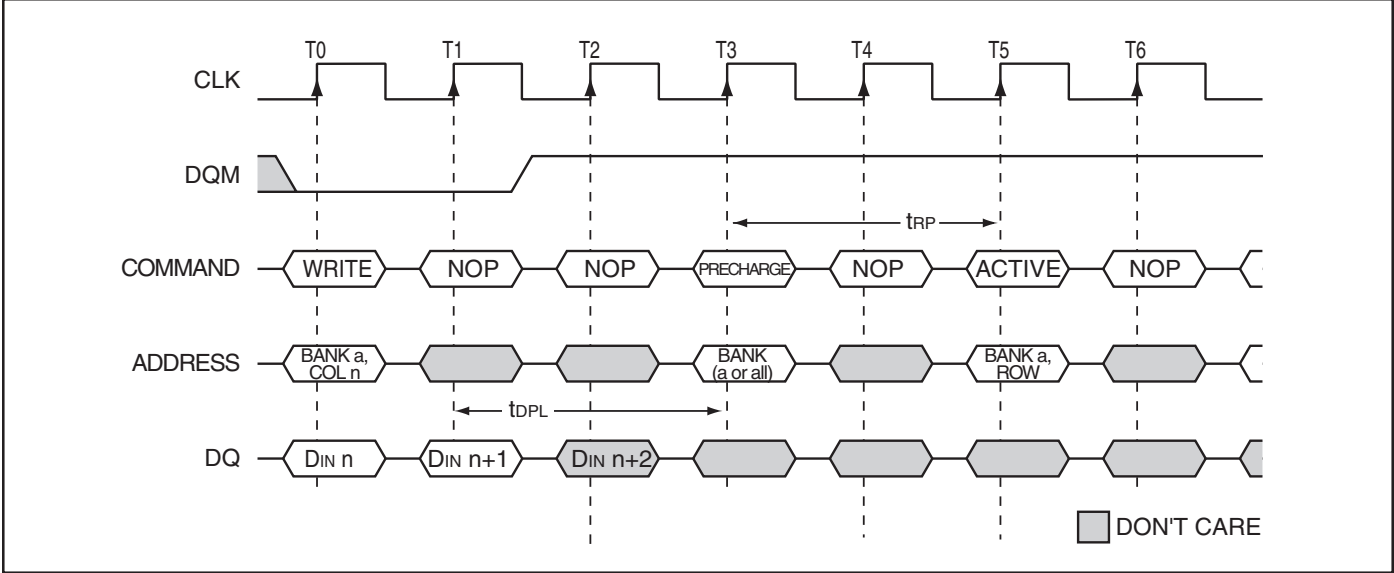 T0 T1 T2 T3 T4 T5 T6
CLK
DQM
tRP
COMMAND WRITE NOP NOP PRECHARGE NOP ACTIVE NOP
ADDRESS BANK a, COL n BANK (a or all) BANK a, ROW
tDPL
DQ DIN n DIN n+1 DIN n+2
DON'T CARE